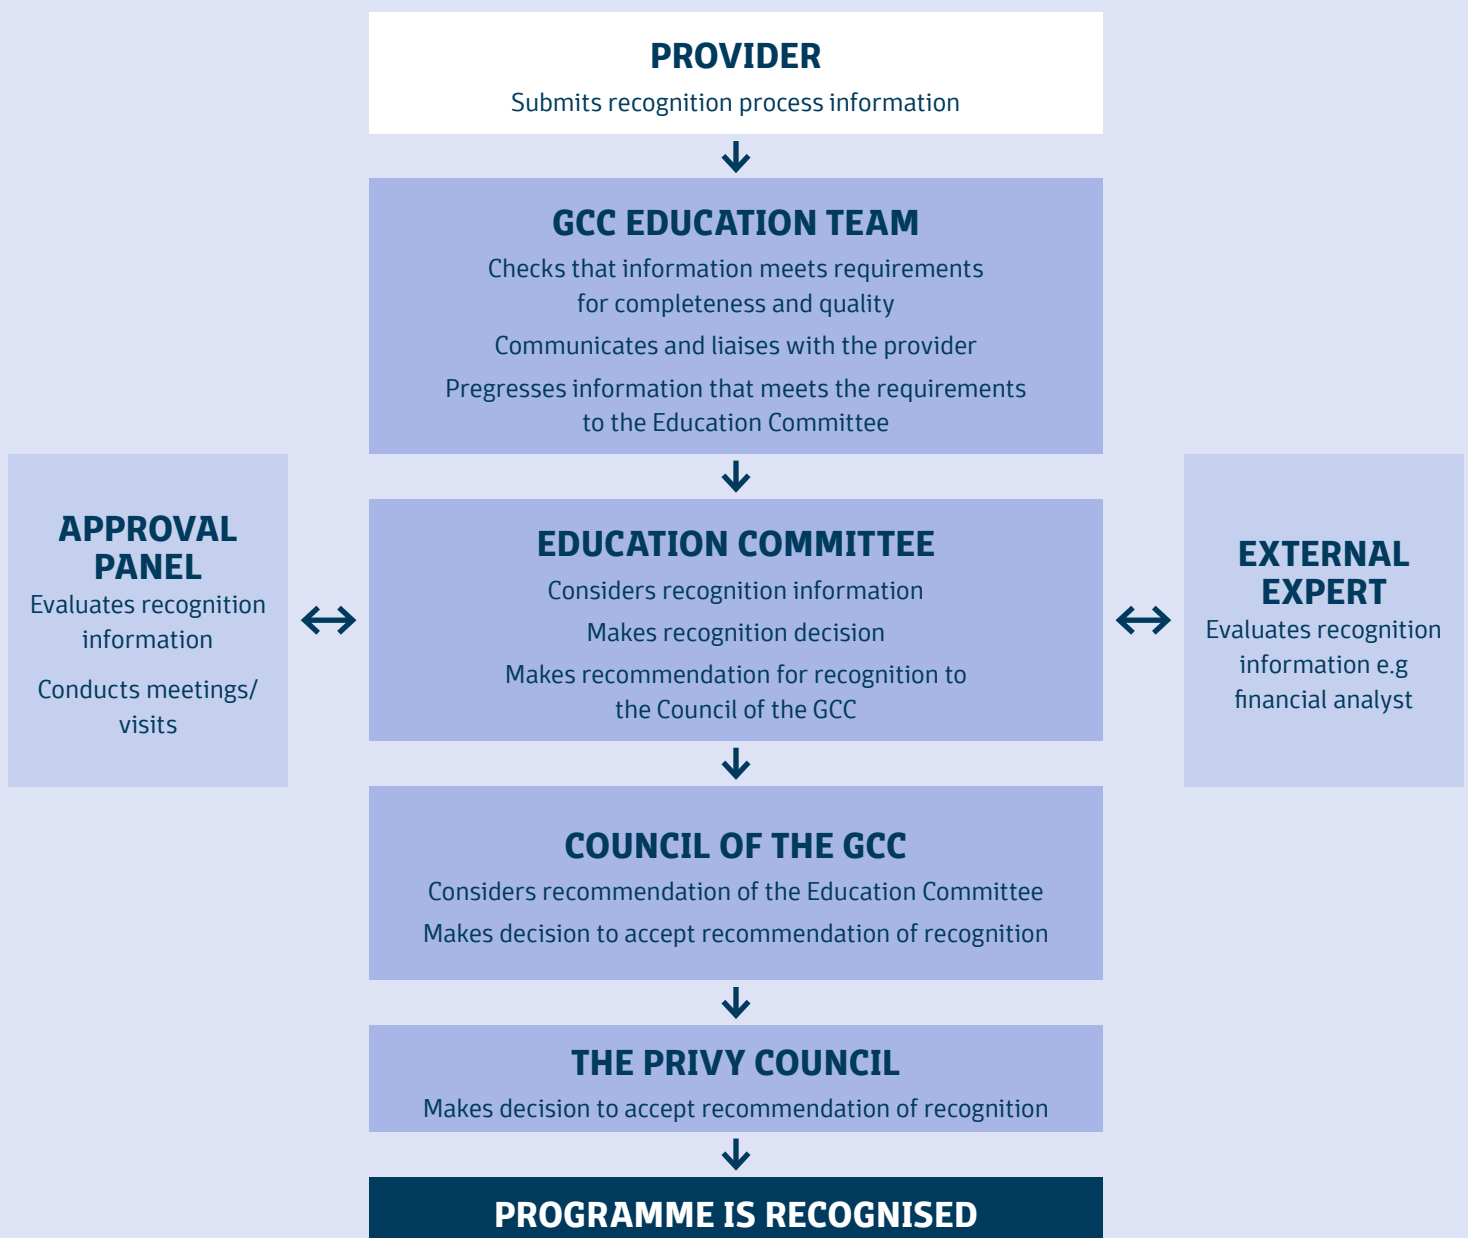 PROVIDER
Submits recognition process information
GCC EDUCATION TEAM
Checks that information meets requirements
for completeness and quality
Communicates and liaises with the provider
Pregresses information that meets the requirements
to the Education Committee
APPROVAL
PANEL
Evaluates recognition
information
Conducts meetings/
visits
EDUCATION COMMITTEE
Considers recognition information
Makes recognition decision
Makes recommendation for recognition to
the Council of the GCC
EXTERNAL
EXPERT
Evaluates recognition
information e.g
financial analyst
COUNCIL OF THE GCC
Considers recommendation of the Education Committee
Makes decision to accept recommendation of recognition
THE PRIVY COUNCIL
Makes decision to accept recommendation of recognition
PROGRAMME IS RECOGNISED